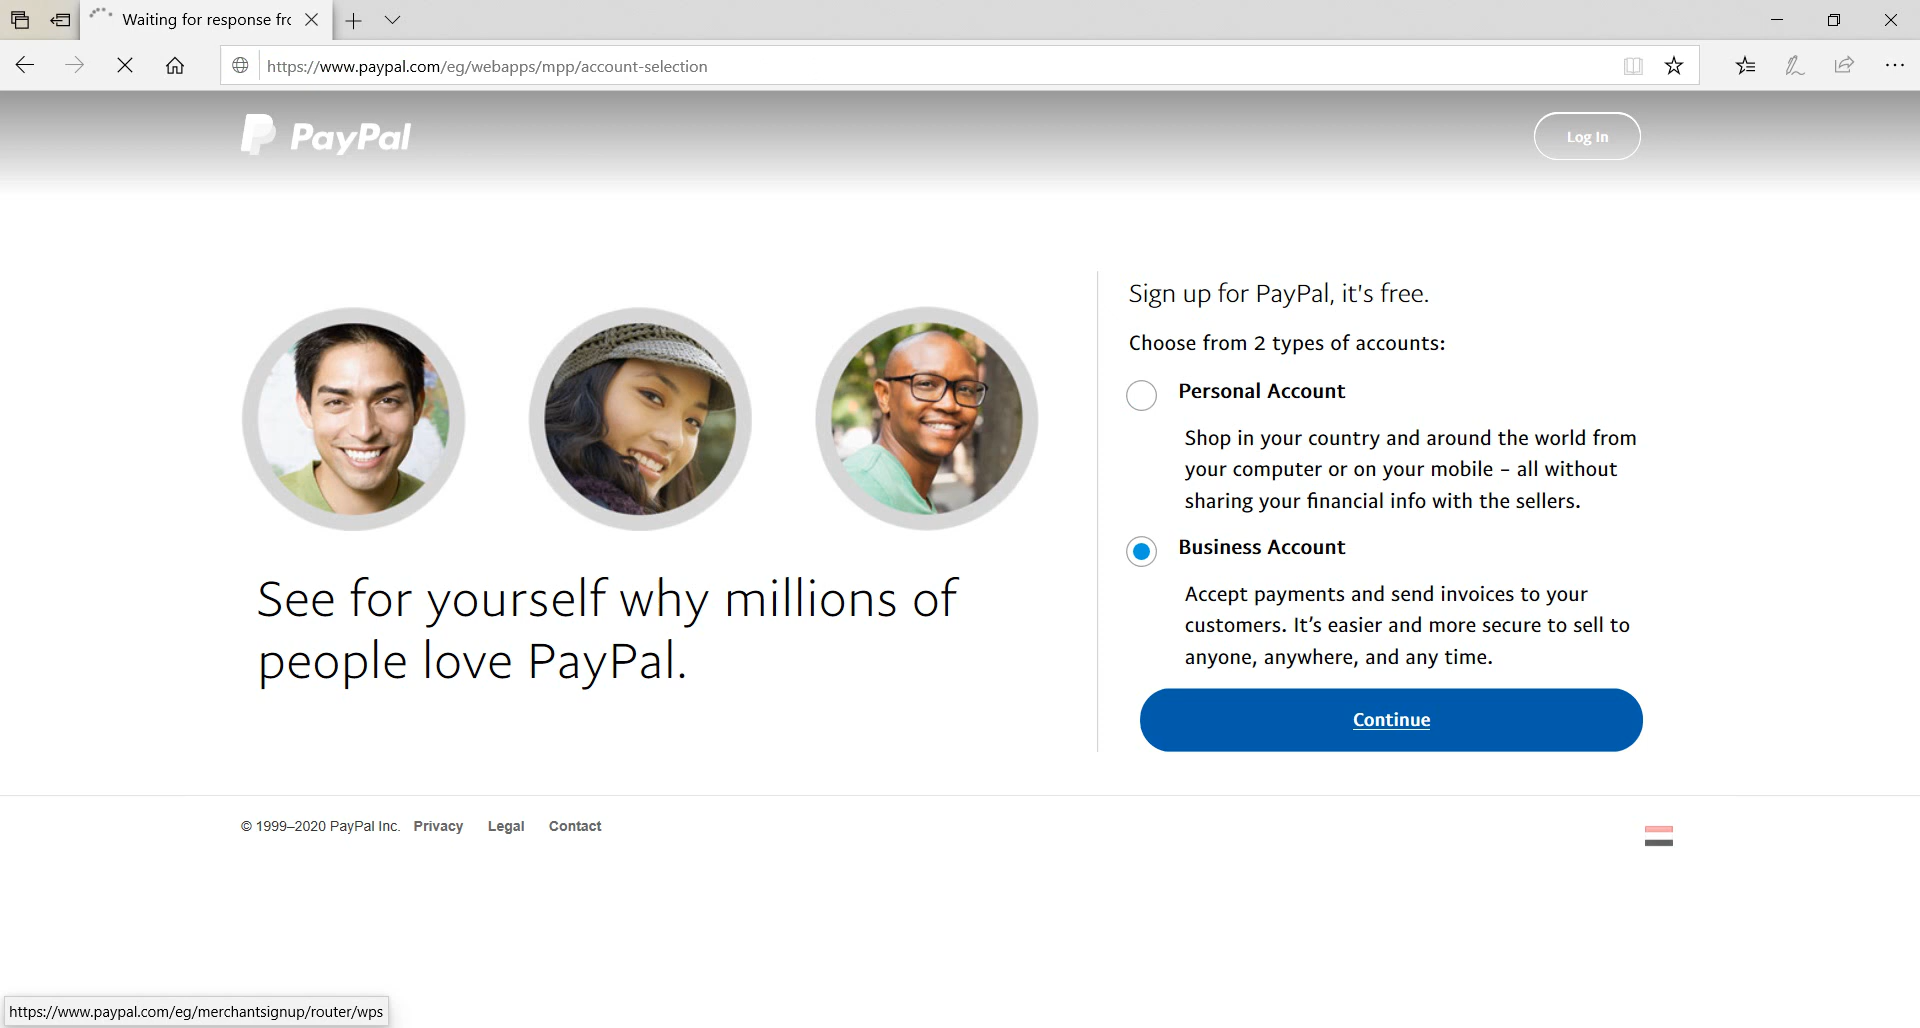 Waiting for response fr
https://www.paypal.com/eg/webapps/mpp/account-selection
PayPal
Log In
Sign up for PayPal, it's free.
Choose from 2 types of accounts:
Personal Account
Shop in your country and around the world from
your computer or on your mobile – all without
sharing your financial info with the sellers.
Business Account
Accept payments and send invoices to your
customers. It’s easier and more secure to sell to
anyone, anywhere, and any time.
Continue
See for yourself why millions of
people love PayPal.
© 1999–2020 PayPal Inc. Privacy Legal Contact
https://www.paypal.com/eg/merchantsignup/router/wps